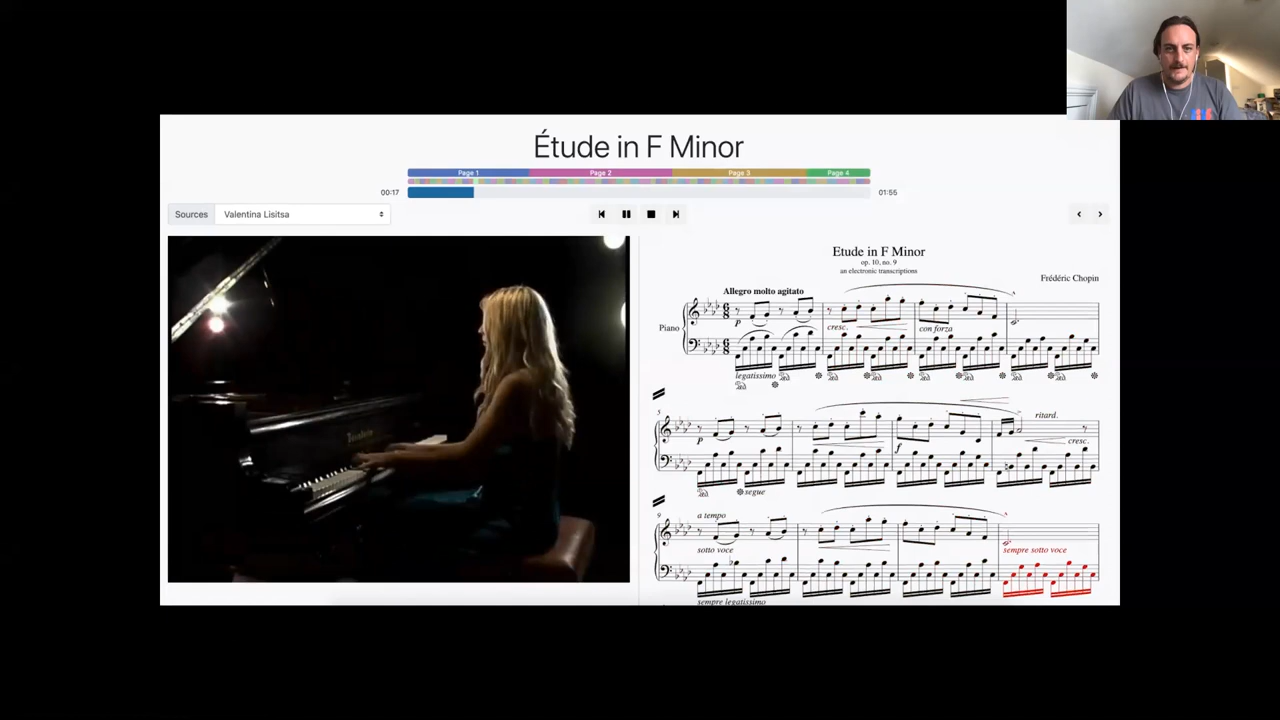 Étude in F Minor
Page 1 Page 2 Page 3 Page 4
00:17 01:55
Sources Valentina Lisitsa
Etude in F Minor
op. 10, no. 9
an electronic transcriptions
Frédéric Chopin
Allegro molto agitato
Piano
p cresc. con forza
legatissimo
5
ritard.
p f cresc.
segue
9
a tempo
sotto voce sempre sotto voce
sempre legatissimo